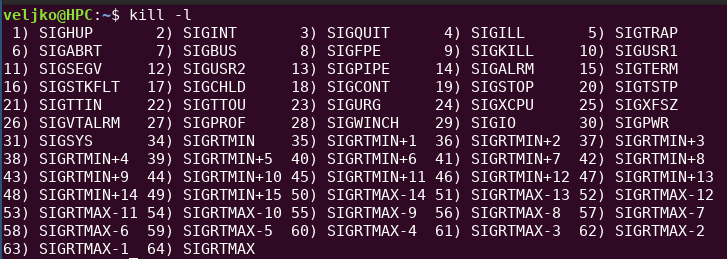 veljko@HPC:~$ kill -l
 1) SIGHUP       2) SIGINT       3) SIGQUIT      4) SIGILL       5) SIGTRAP
 6) SIGABRT      7) SIGBUS       8) SIGFPE       9) SIGKILL     10) SIGUSR1
11) SIGSEGV     12) SIGUSR2     13) SIGPIPE     14) SIGALRM     15) SIGTERM
16) SIGSTKFLT   17) SIGCHLD     18) SIGCONT     19) SIGSTOP     20) SIGTSTP
21) SIGTTIN     22) SIGTTOU     23) SIGURG      24) SIGXCPU     25) SIGXFSZ
26) SIGVTALRM   27) SIGPROF     28) SIGWINCH    29) SIGIO       30) SIGPWR
31) SIGSYS      34) SIGRTMIN    35) SIGRTMIN+1  36) SIGRTMIN+2  37) SIGRTMIN+3
38) SIGRTMIN+4  39) SIGRTMIN+5  40) SIGRTMIN+6  41) SIGRTMIN+7  42) SIGRTMIN+8
43) SIGRTMIN+9  44) SIGRTMIN+10 45) SIGRTMIN+11 46) SIGRTMIN+12 47) SIGRTMIN+13
48) SIGRTMIN+14 49) SIGRTMIN+15 50) SIGRTMAX-14 51) SIGRTMAX-13 52) SIGRTMAX-12
53) SIGRTMAX-11 54) SIGRTMAX-10 55) SIGRTMAX-9  56) SIGRTMAX-8  57) SIGRTMAX-7
58) SIGRTMAX-6  59) SIGRTMAX-5  60) SIGRTMAX-4  61) SIGRTMAX-3  62) SIGRTMAX-2
63) SIGRTMAX-1  64) SIGRTMAX